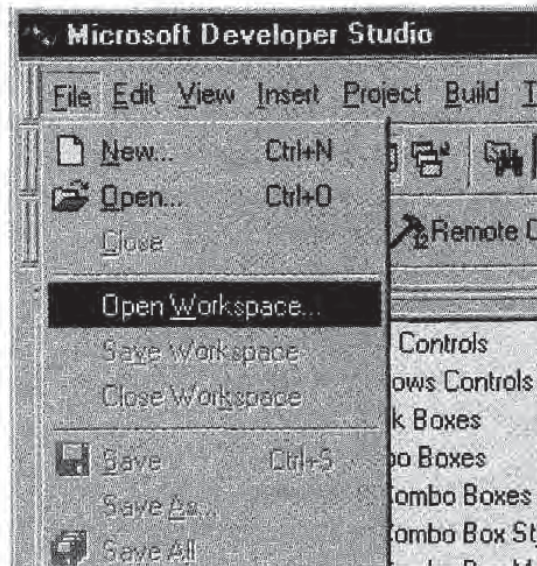 Microsoft Developer Studio
File Edit View Insert Project Build
New... Ctrl+N
Open... Ctrl+O
Close
Remote
Open Workspace...
Save Workspace
Controls
Close Workspace
ows Controls
k Boxes
Save Ctrl+S
bo Boxes
Save As...
Combo Boxes
Save All
Combo Box St